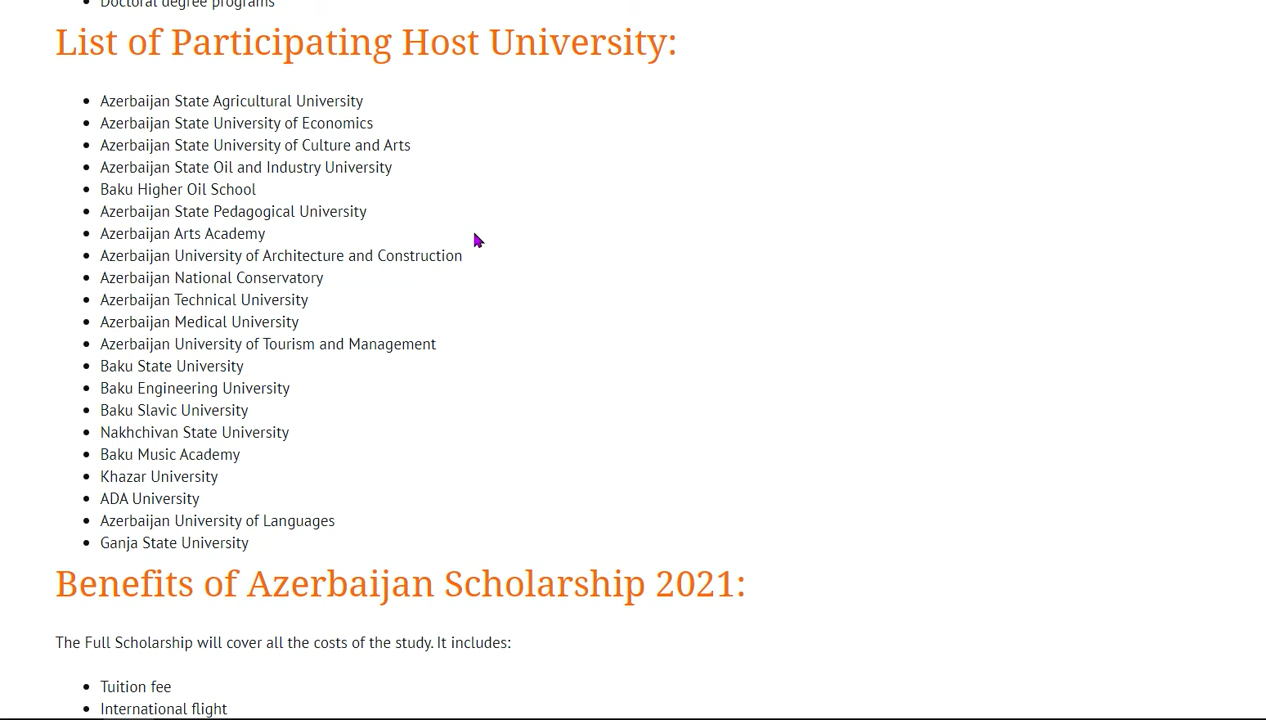 Doctoral degree programs
List of Participating Host University:
Azerbaijan State Agricultural University
Azerbaijan State University of Economics
Azerbaijan State University of Culture and Arts
Azerbaijan State Oil and Industry University
Baku Higher Oil School
Azerbaijan State Pedagogical University
Azerbaijan Arts Academy
Azerbaijan University of Architecture and Construction
Azerbaijan National Conservatory
Azerbaijan Technical University
Azerbaijan Medical University
Azerbaijan University of Tourism and Management
Baku State University
Baku Engineering University
Baku Slavic University
Nakhchivan State University
Baku Music Academy
Khazar University
ADA University
Azerbaijan University of Languages
Ganja State University
Benefits of Azerbaijan Scholarship 2021:
The Full Scholarship will cover all the costs of the study. It includes:
Tuition fee
International flight